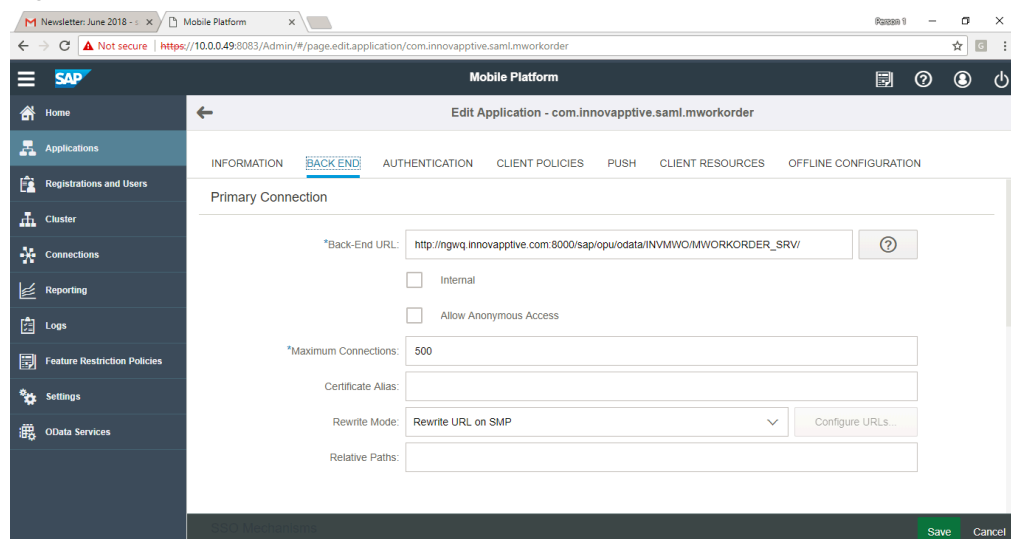 Newsletter: June 2018 - s
Mobile Platform
Person 1
Not secure | https://10.0.0.49:8083/Admin/#/page.edit.application/com.innovapptive.saml.mworkorder
SAP
Mobile Platform
Home
Edit Application - com.innovapptive.saml.mworkorder
Applications
INFORMATION BACK END AUTHENTICATION CLIENT POLICIES PUSH CLIENT RESOURCES OFFLINE CONFIGURATION
Registrations and Users
Primary Connection
Cluster
*Back-End URL: http://ngwq.innovapptive.com:8000/sap/opu/odata/INVMWO/MWORKORDER_SRV/
Connections
Internal
Reporting
Allow Anonymous Access
Logs
*Maximum Connections: 500
Feature Restriction Policies
Certificate Alias:
Settings
Rewrite Mode: Rewrite URL on SMP Configure URLs...
OData Services
Relative Paths:
SSO Mechanisms
Save Cancel